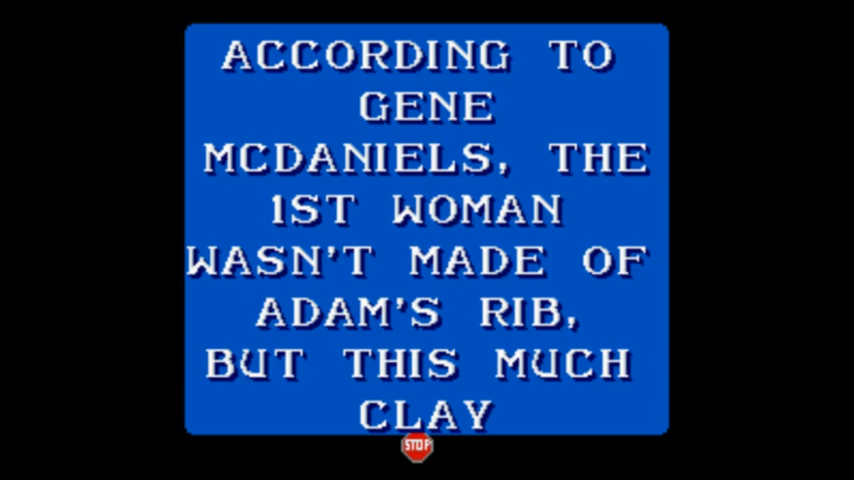 ACCORDING TO
GENE
MCDANIELS, THE
1ST WOMAN
WASN'T MADE OF
ADAM'S RIB,
BUT THIS MUCH
CLAY
STOP